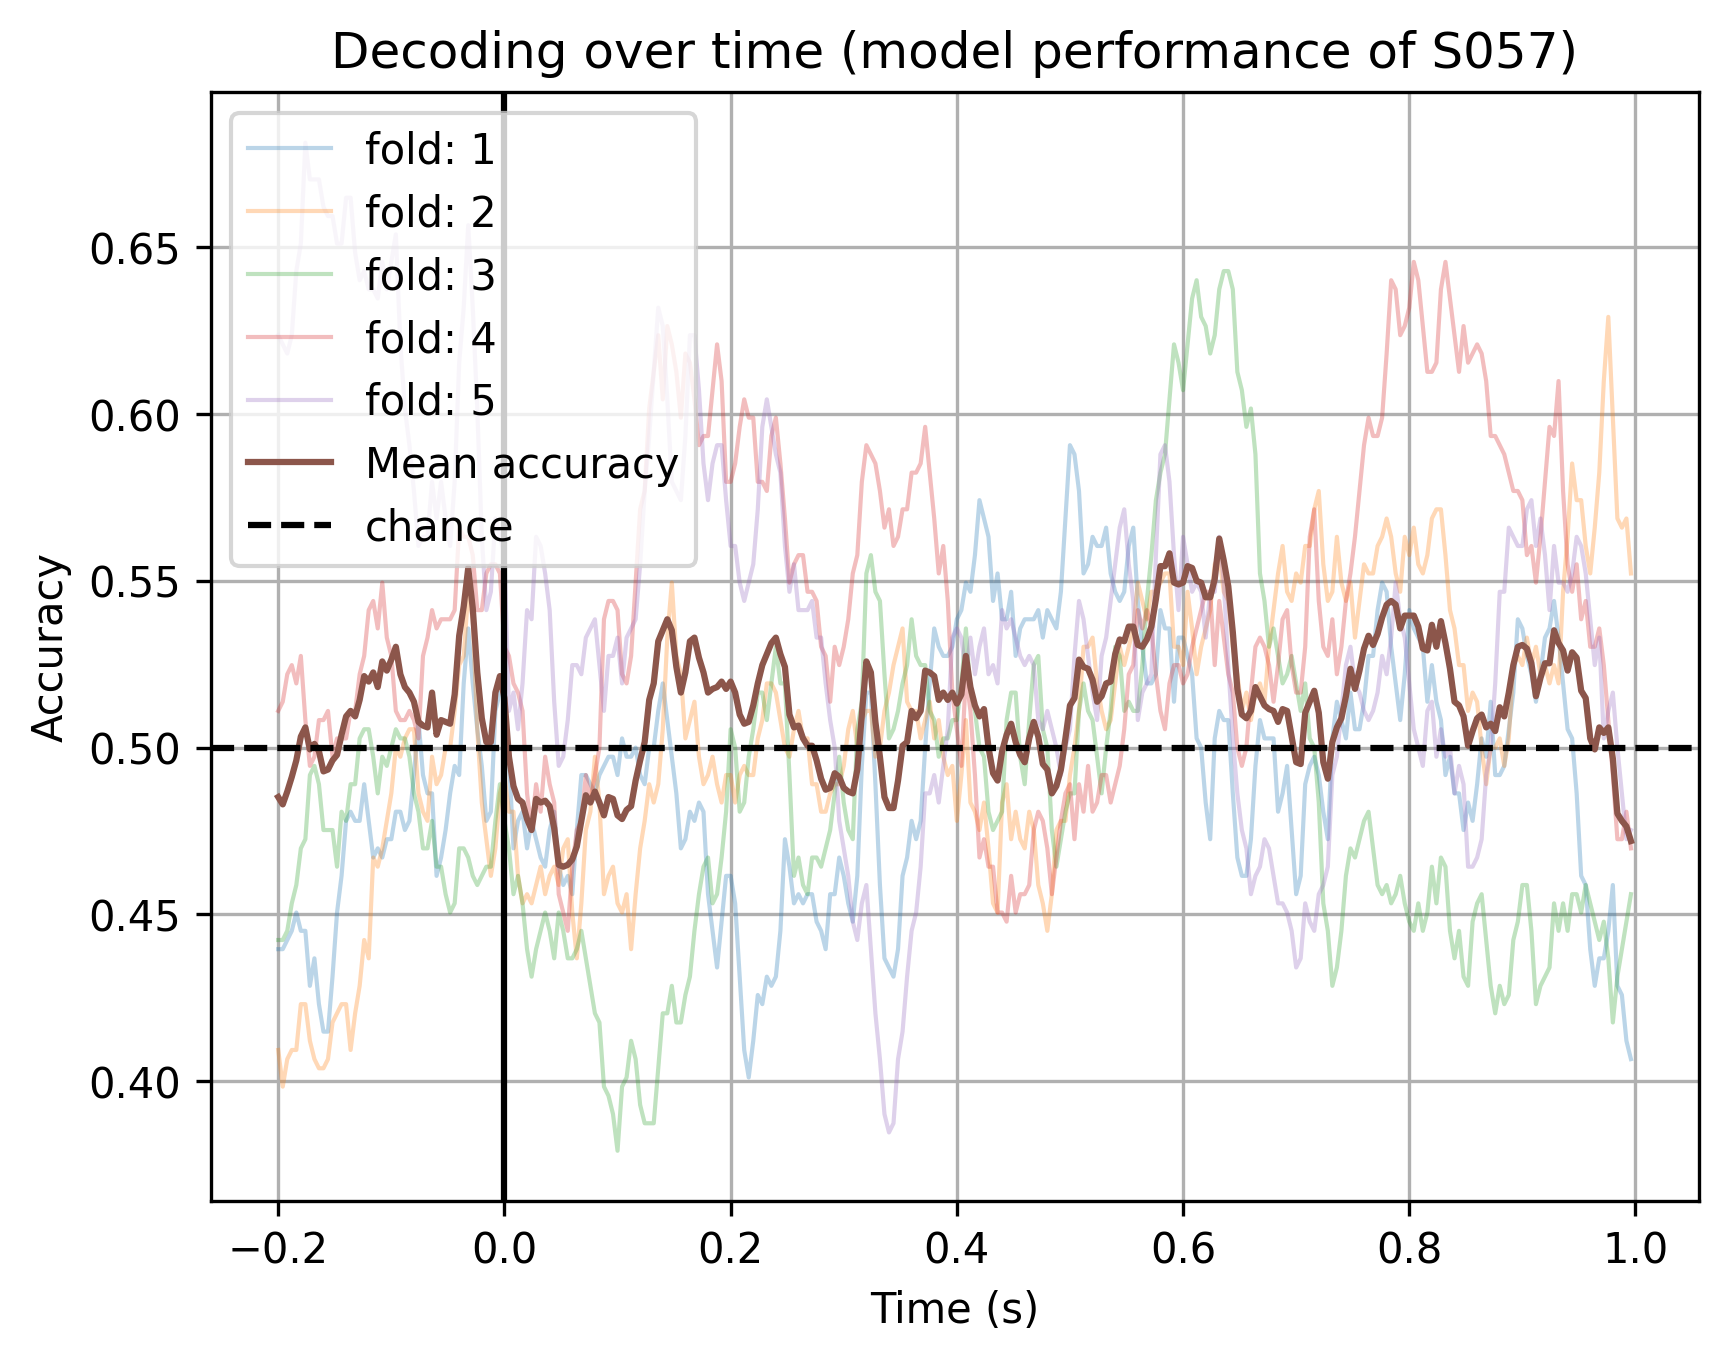 Decoding over time (model performance of S057)
fold: 1
fold: 2
fold: 3
fold: 4
fold: 5
Mean accuracy
chance
Accuracy
0.65
0.60
0.55
0.50
0.45
0.40
−0.2 0.0 0.2 0.4 0.6 0.8 1.0
Time (s)